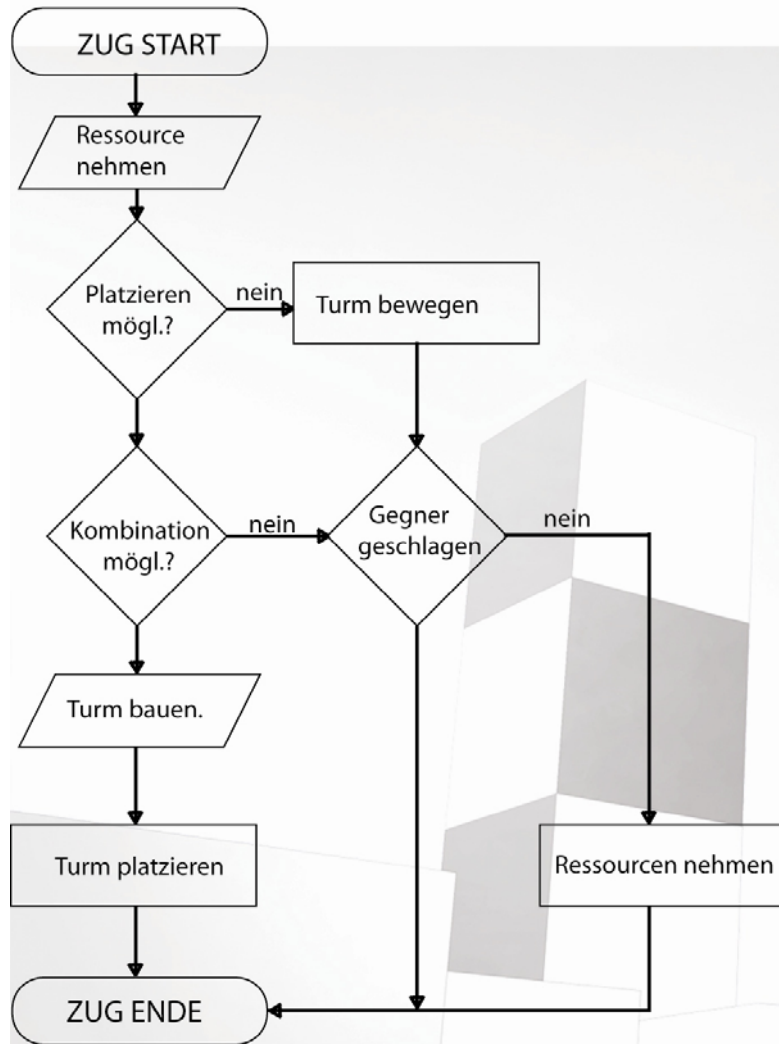 ZUG START
Ressource
nehmen
Platzieren
mögl.?
nein
Turm bewegen
Kombination
mögl.?
nein
Gegner
geschlagen
nein
Turm bauen.
Turm platzieren
Ressourcen nehmen
ZUG ENDE